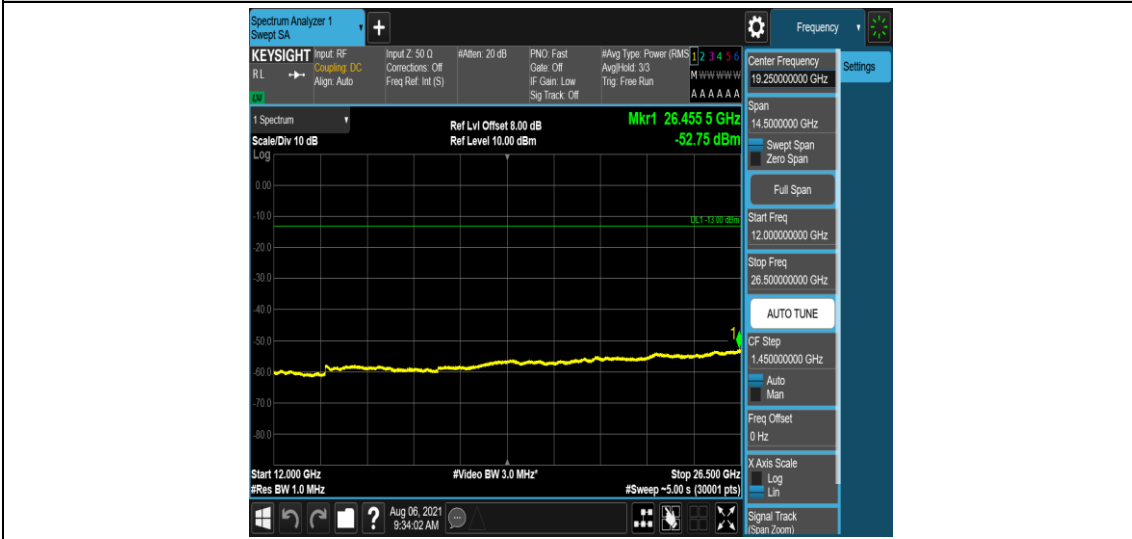 Spectrum Analyzer 1
Swept SA
Frequency
KEYSIGHT
RL
Input: RF
Coupling: DC
Align: Auto
Input Z: 50 Ω
Corrections: Off
Freq Ref: Int (S)
#Atten: 20 dB
PNO: Fast
Gate: Off
IF Gain: Low
Sig Track: Off
#Avg Type: Power (RMS
Avg|Hold: 3/3
Trig: Free Run
1 2 3 4 5 6
M W W W W W
A A A A A A
1 Spectrum
Scale/Div 10 dB
Ref Lvl Offset 8.00 dB
Ref Level 10.00 dBm
Mkr1 26.455 5 GHz
-52.75 dBm
Log
0.00
-10.0
DL1 -13.00 dBm
-20.0
-30.0
-40.0
-50.0
1
-60.0
-70.0
-80.0
Start 12.000 GHz
#Video BW 3.0 MHz*
Stop 26.500 GHz
#Res BW 1.0 MHz
#Sweep ~5.00 s (30001 pts)
?
Aug 06, 2021
9:34:02 AM
Center Frequency
19.250000000 GHz
Settings
Span
14.5000000 GHz
Swept Span
Zero Span
Full Span
Start Freq
12.000000000 GHz
Stop Freq
26.500000000 GHz
AUTO TUNE
CF Step
1.450000000 GHz
Auto
Man
Freq Offset
0 Hz
X Axis Scale
Log
Lin
Signal Track
(Span Zoom)